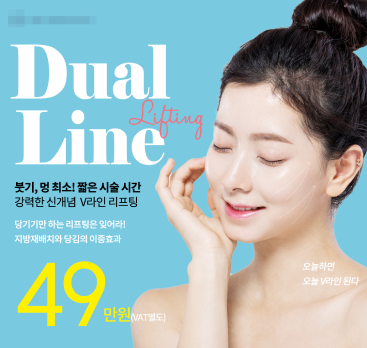 Dual
Lifting
Line
붓기, 멍 최소! 짧은 시술 시간
강력한 신개념 V라인 리프팅
당기기만 하는 리프팅은 잊어라!
지방재배치와 당김의 이중효과
49만원(VAT별도)
오늘하면
오늘 V라인 된다